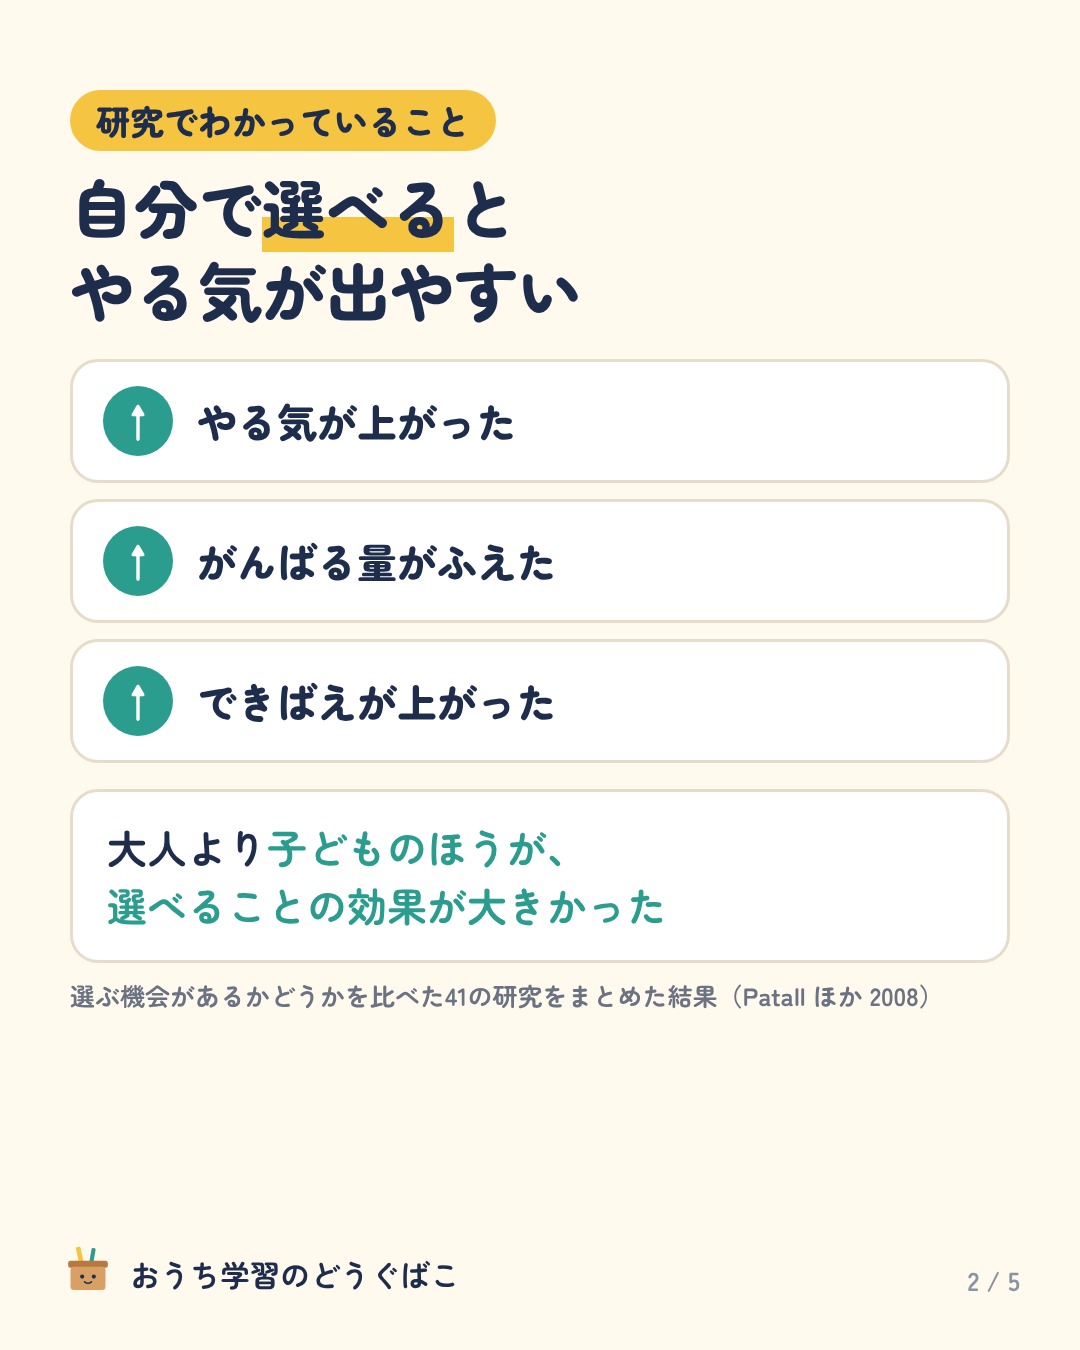 研究でわかっていること
自分で選べると
やる気が出やすい
↑ やる気が上がった
↑ がんばる量がふえた
↑ できばえが上がった
大人より子どものほうが、
選べることの効果が大きかった
選ぶ機会があるかどうかを比べた41の研究をまとめた結果（Patall ほか 2008）
おうち学習のどうぐばこ
2 / 5